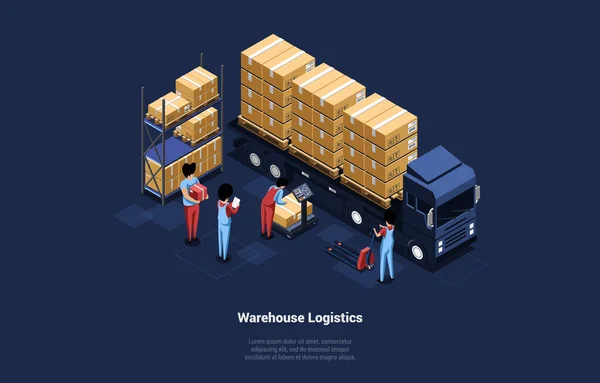 Warehouse Logistics
Lorem ipsum dolor sit amet, consectetur
adipiscing elit, sed do eiusmod tempor
incididunt ut labore et dolore magna aliqua.